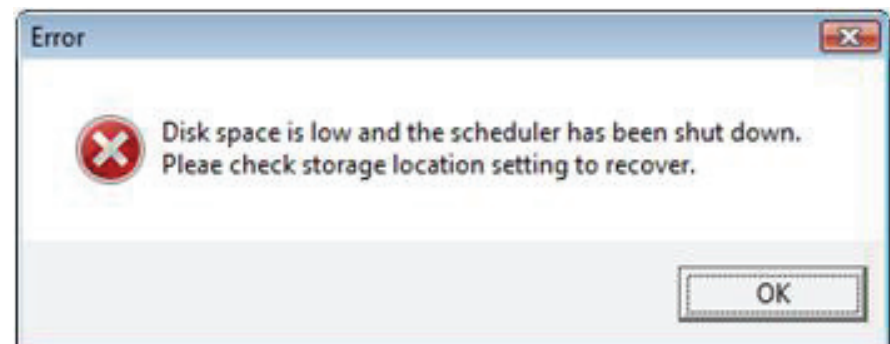 Error
Disk space is low and the scheduler has been shut down.
Pleae check storage location setting to recover.
OK